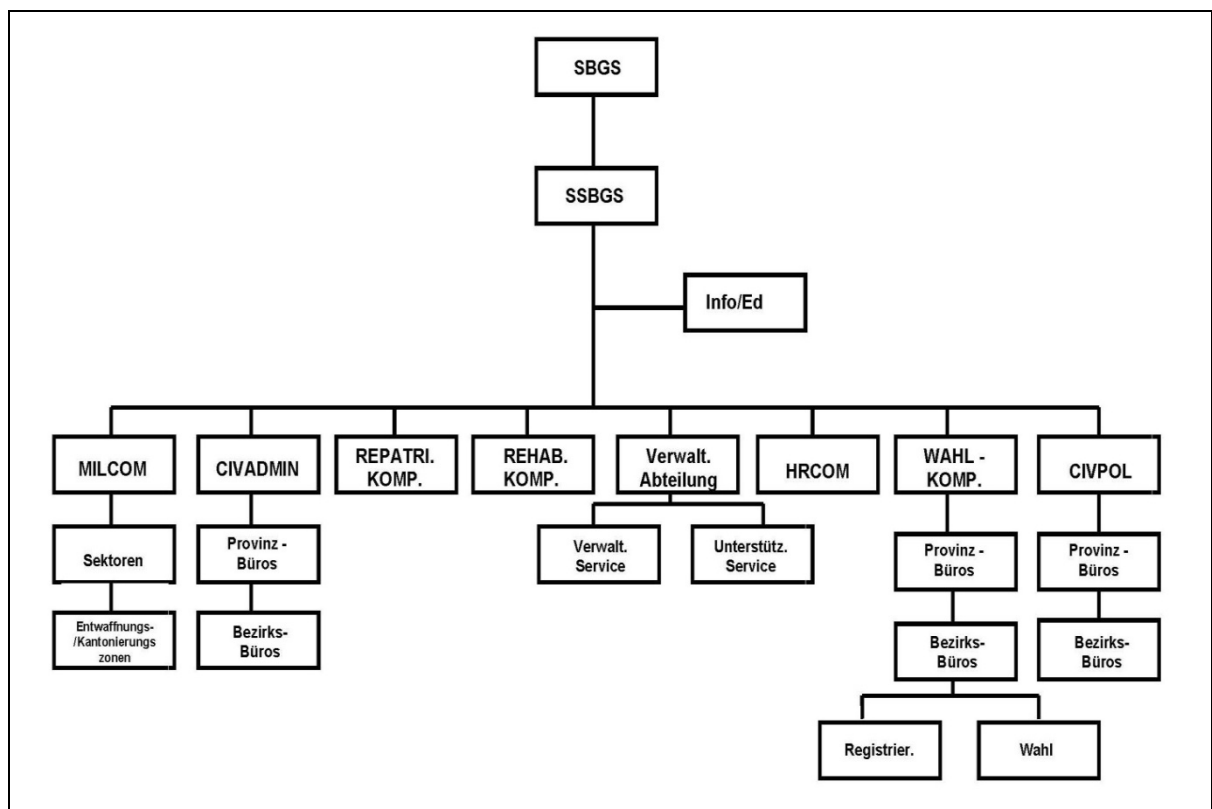 SBGS
SSBGS
Info/Ed
MILCOM
CIVADMIN
REPATRI.
KOMP.
REHAB.
KOMP.
Verwalt.
Abteilung
HRCOM
WAHL -
KOMP.
CIVPOL
Sektoren
Provinz -
Büros
Verwalt.
Service
Unterstütz.
Service
Provinz -
Büros
Provinz -
Büros
Entwaffnungs-
/Kantonierungs
zonen
Bezirks-
Büros
Bezirks-
Büros
Bezirks-
Büros
Registrier.
Wahl